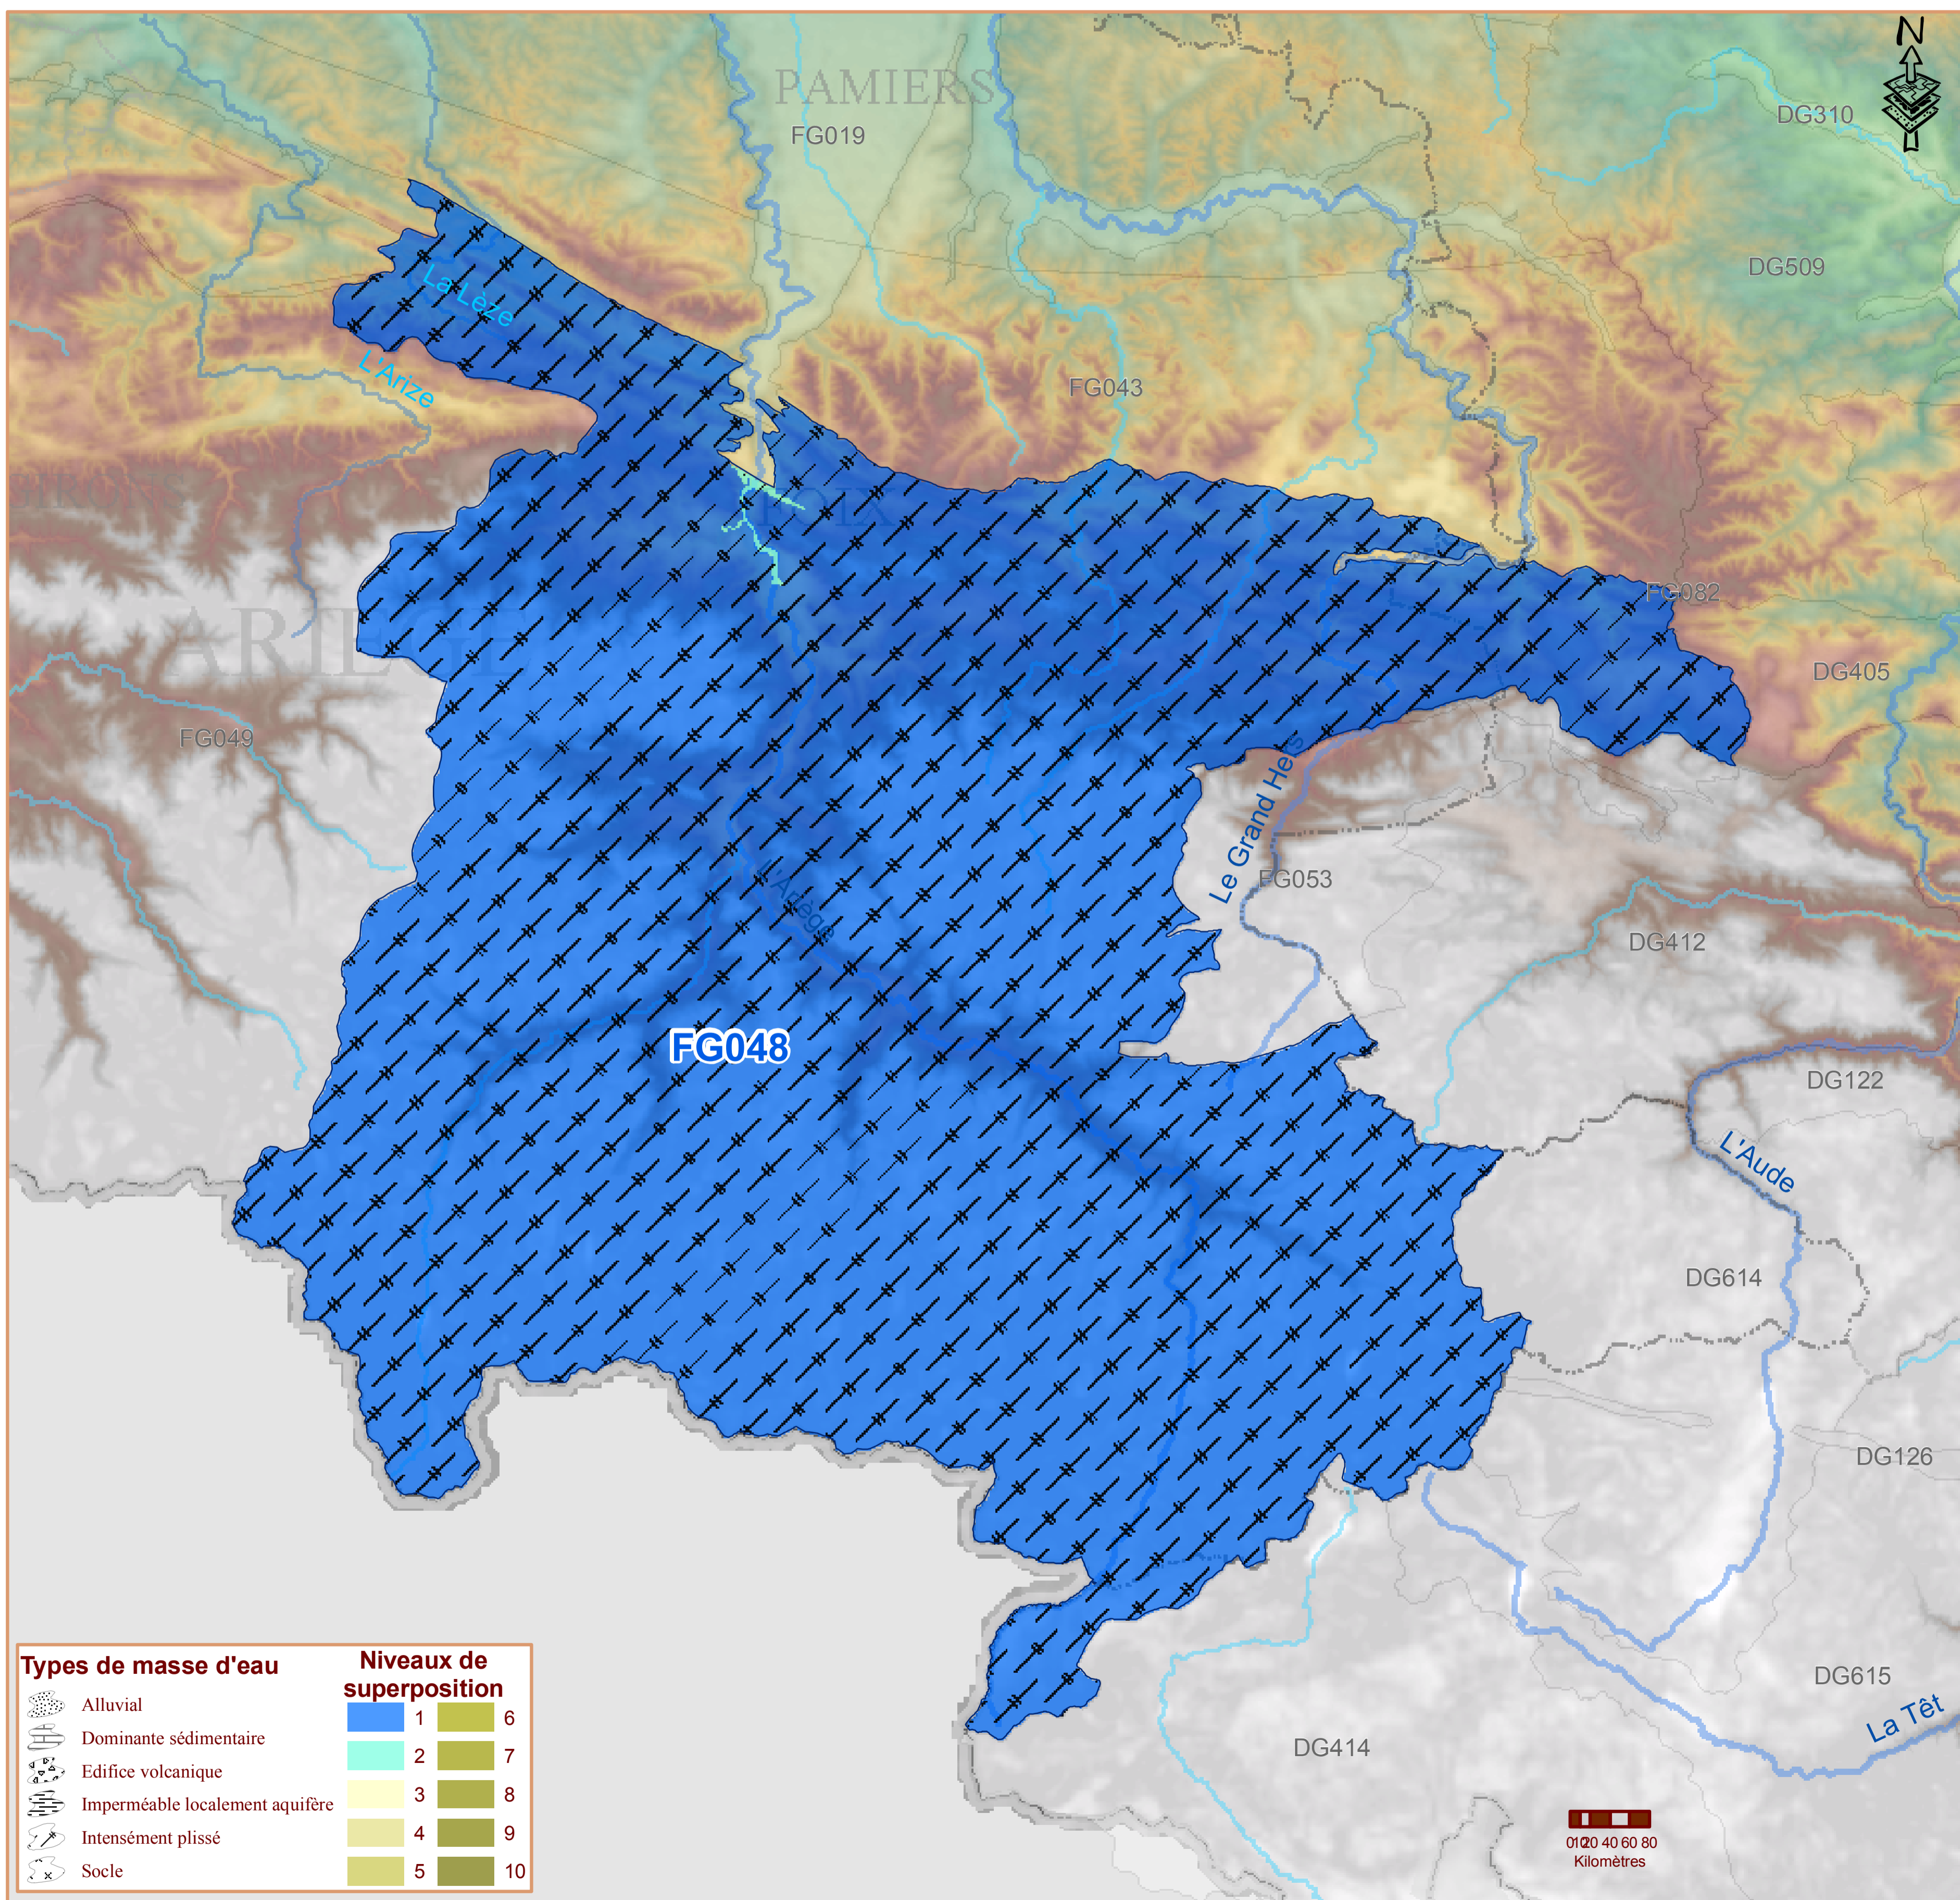 N
PAMIERS
FG019
DG310
DG509
La Lèze
L'Arize
FG043
FOIX
FG082
ARIEGE
DG405
FG049
Le Grand Hers
FG053
L'Ariège
DG412
FG048
DG122
L'Aude
DG614
DG126
DG615
La Têt
DG414
Types de masse d'eau
Alluvial
Dominante sédimentaire
Edifice volcanique
Imperméable localement aquifère
Intensément plissé
Socle
Niveaux de
superposition
1 6
2 7
3 8
4 9
5 10
0 10 20 40 60 80
Kilomètres